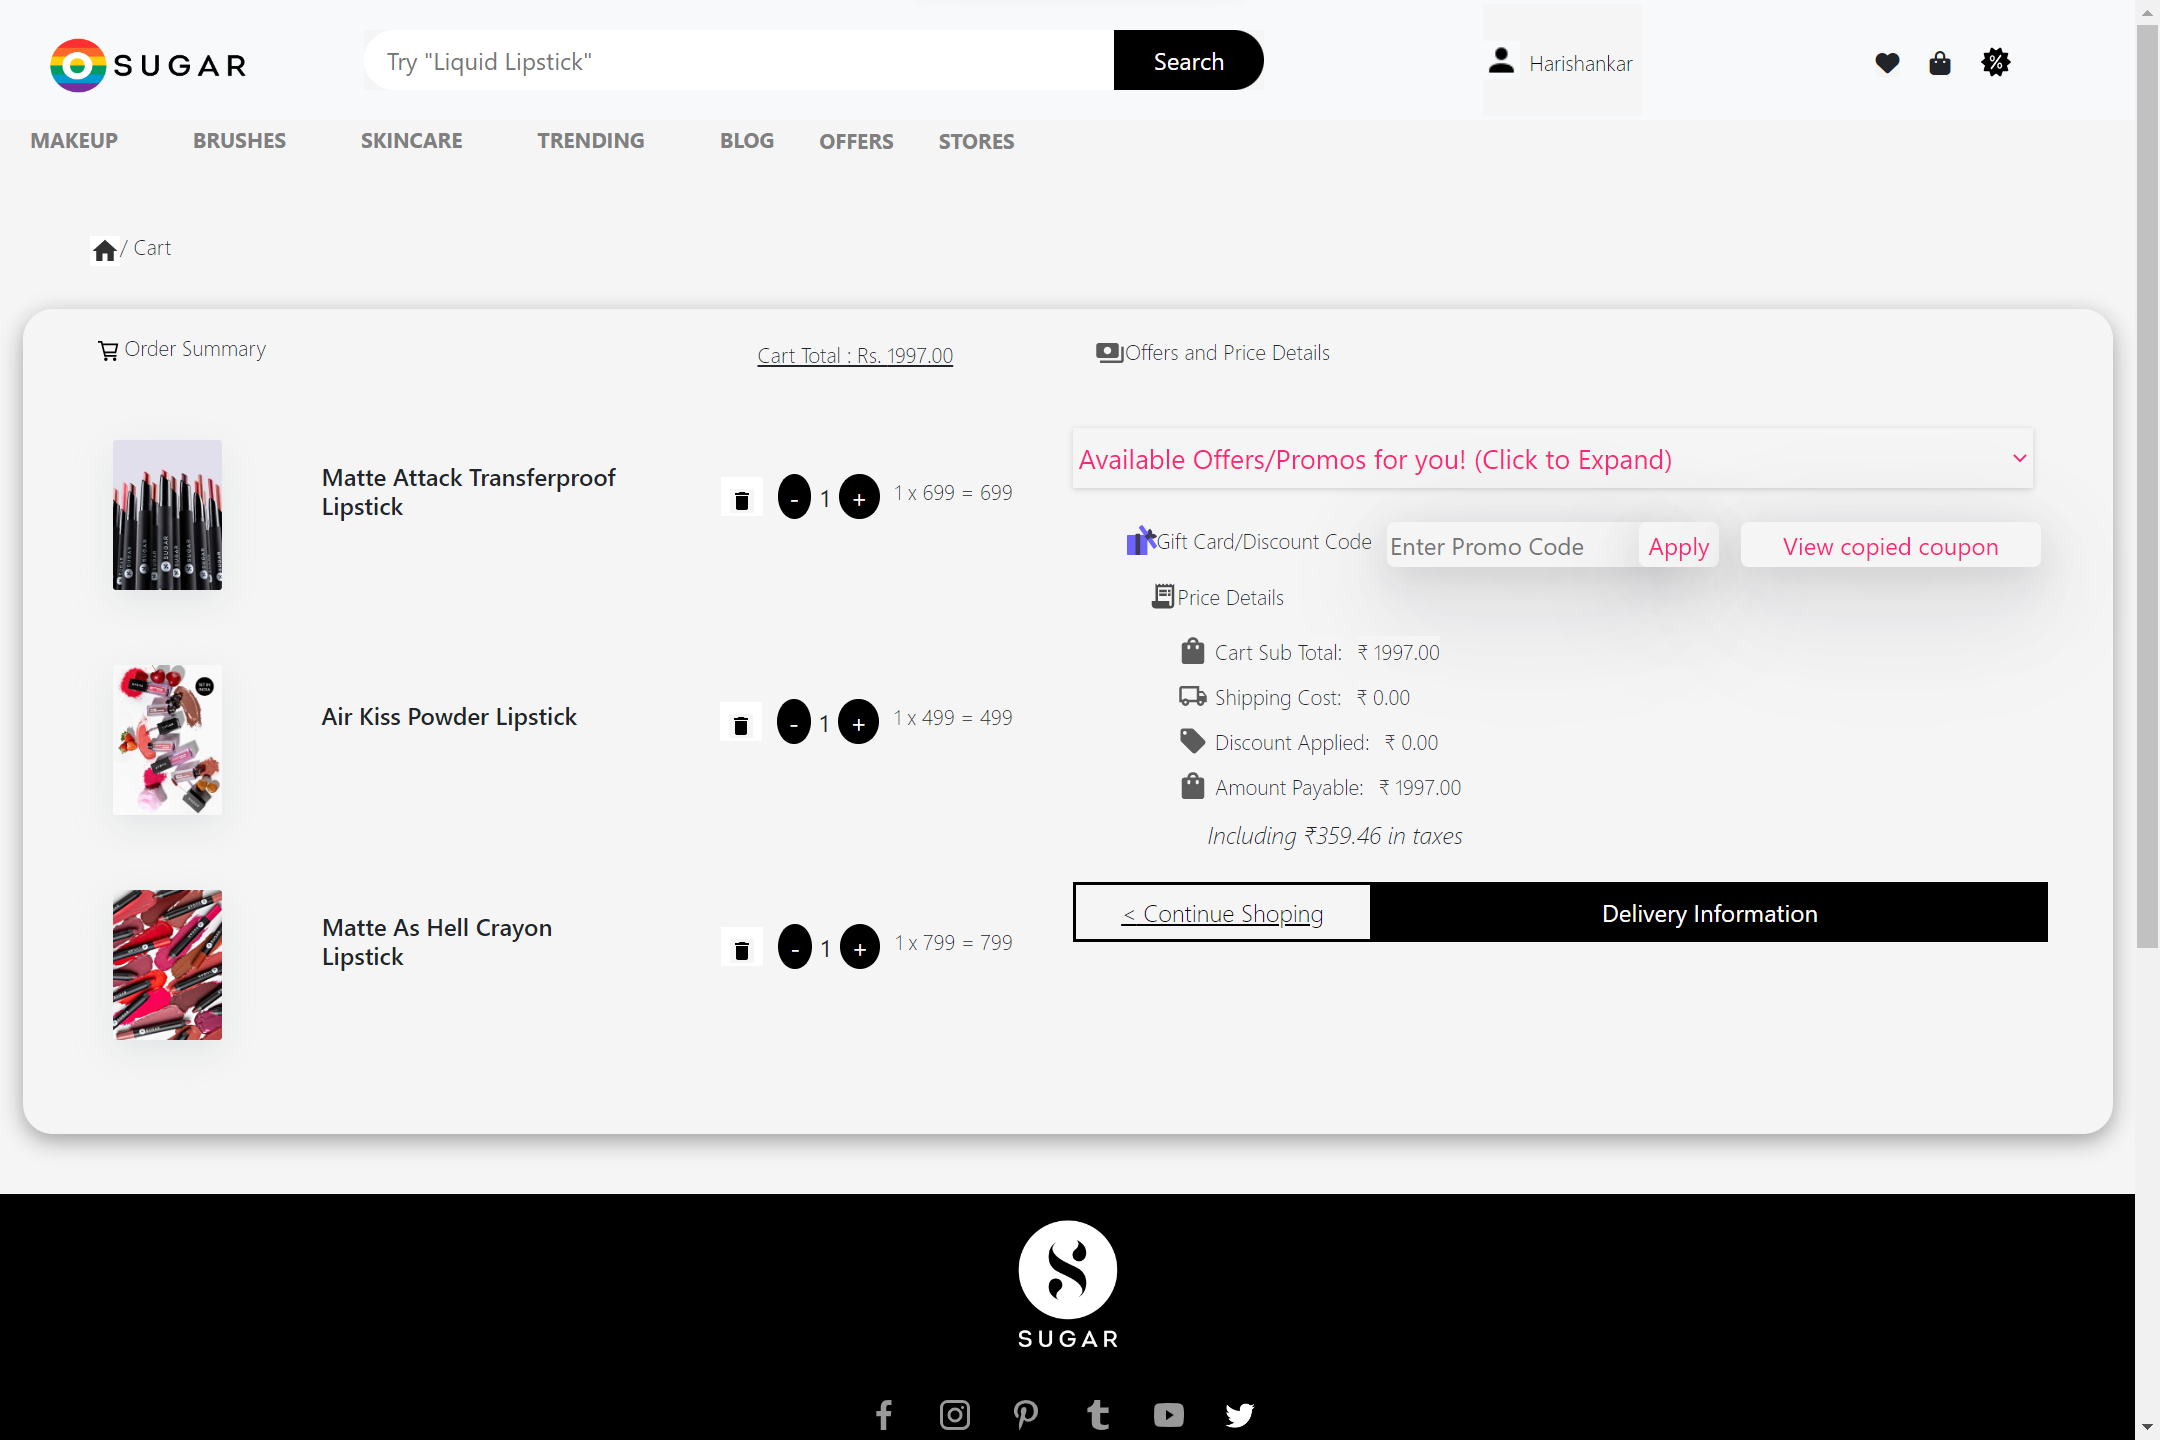 SUGAR
Try "Liquid Lipstick"
Search
Harishankar
MAKEUP
BRUSHES
SKINCARE
TRENDING
BLOG
OFFERS
STORES
/ Cart
Order Summary
Cart Total : Rs. 1997.00
Matte Attack Transferproof
Lipstick
- 1 +
1 x 699 = 699
Air Kiss Powder Lipstick
- 1 +
1 x 499 = 499
Matte As Hell Crayon
Lipstick
- 1 +
1 x 799 = 799
Offers and Price Details
Available Offers/Promos for you! (Click to Expand)
Gift Card/Discount Code
Enter Promo Code
Apply
View copied coupon
Price Details
Cart Sub Total: ₹ 1997.00
Shipping Cost: ₹ 0.00
Discount Applied: ₹ 0.00
Amount Payable: ₹ 1997.00
Including ₹359.46 in taxes
< Continue Shoping
Delivery Information
SUGAR